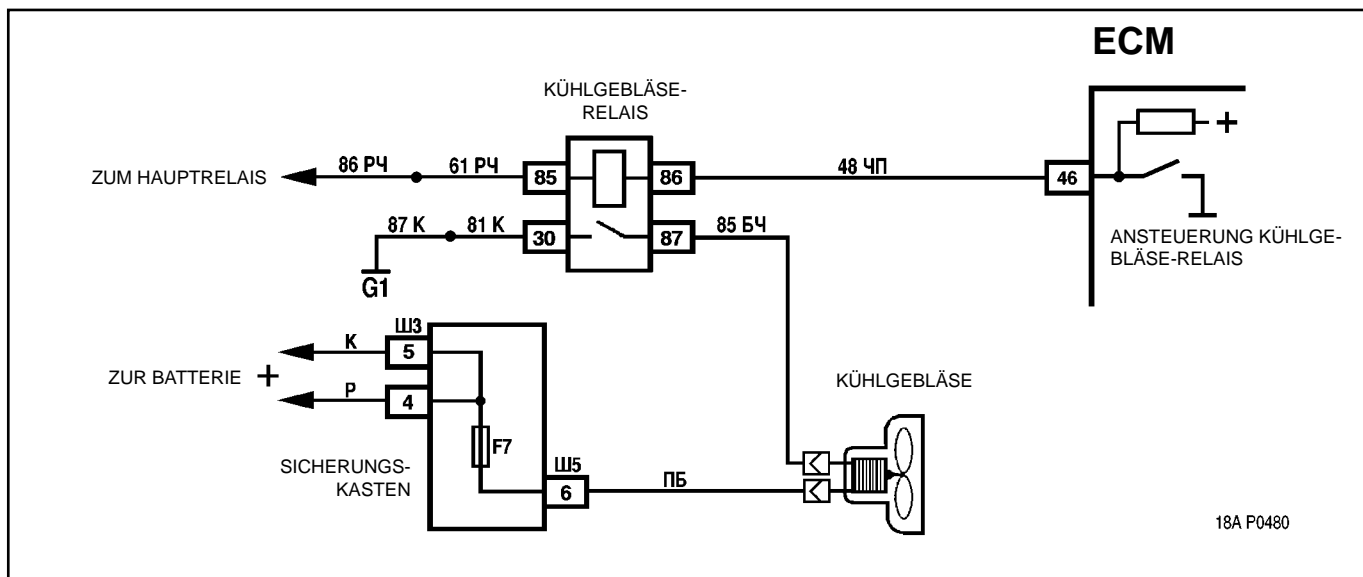 ECM
KÜHLGEBLÄSE-
RELAIS
+
ZUM HAUPTRELAIS
86 РЧ
61 РЧ
85
86
48 ЧП
46
87 К
81 К
30
87
85 БЧ
ANSTEUERUNG KÜHLGE-
BLÄSE-RELAIS
G1
Ш3
К
5
ZUR BATTERIE +
Р
4
KÜHLGEBLÄSE
F7
SICHERUNGS-
KASTEN
Ш5
6
ПБ
18A P0480